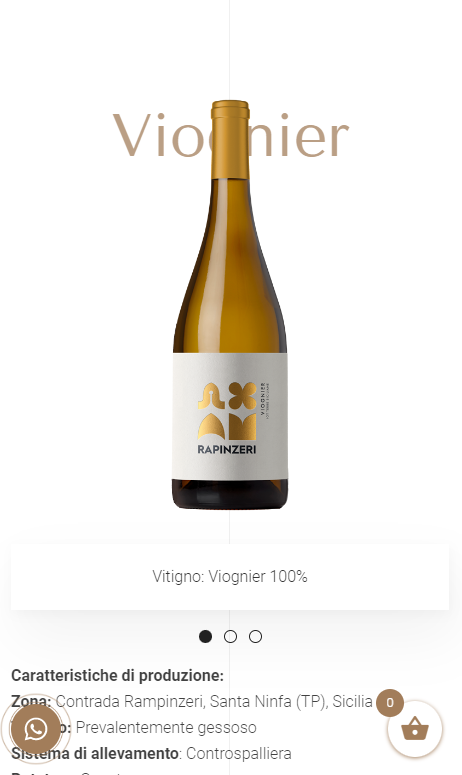 Viognier
VIOGNIER
RAPINZERI
Vitigno: Viognier 100%
Caratteristiche di produzione:
Zona: Contrada Rampinzeri, Santa Ninfa (TP), Sicilia
0
Prevalentemente gessoso
Sistema di allevamento: Controspalliera